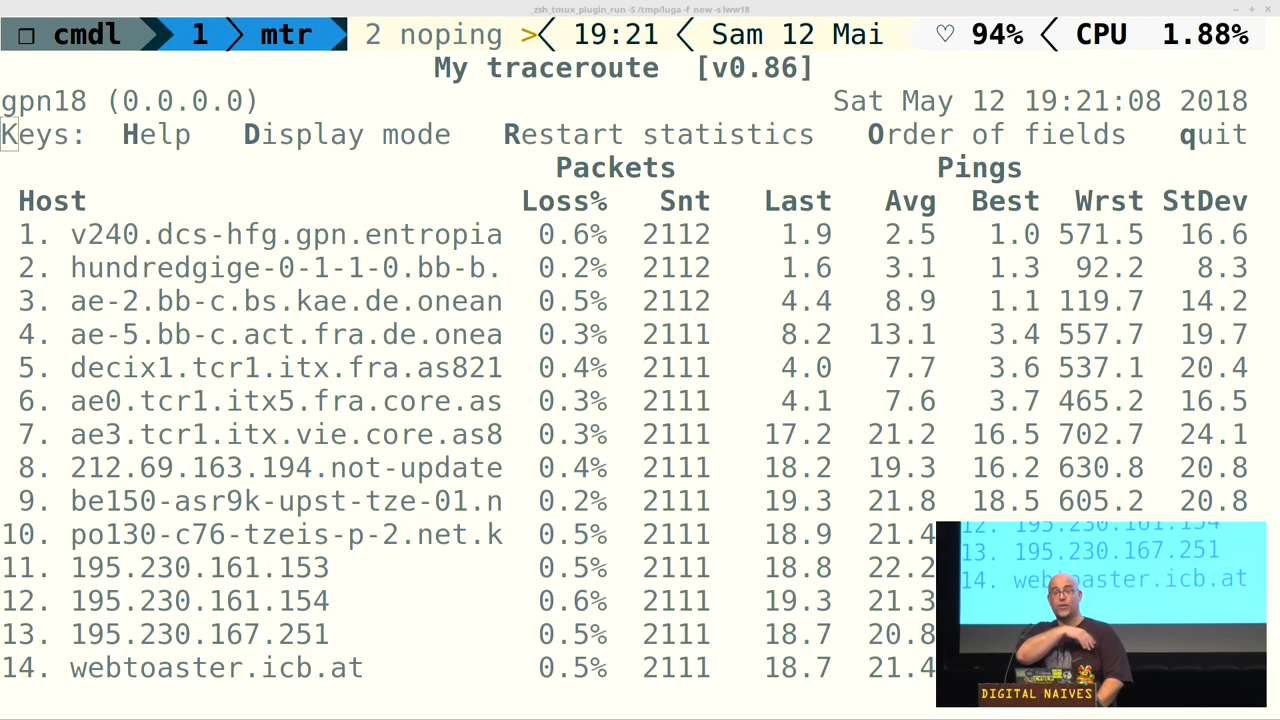 _zsh_tmux_plugin_run -S /tmp/luga -f new -s lww18
❐ cmdl 1 mtr 2 noping > 19:21 Sam 12 Mai ♡ 94% CPU 1.88%
My traceroute [v0.86]
gpn18 (0.0.0.0) Sat May 12 19:21:08 2018
Keys: Help Display mode Restart statistics Order of fields quit
Packets Pings
Host Loss% Snt Last Avg Best Wrst StDev
1. v240.dcs-hfg.gpn.entropia 0.6% 2112 1.9 2.5 1.0 571.5 16.6
2. hundredgige-0-1-1-0.bb-b. 0.2% 2112 1.6 3.1 1.3 92.2 8.3
3. ae-2.bb-c.bs.kae.de.onean 0.5% 2112 4.4 8.9 1.1 119.7 14.2
4. ae-5.bb-c.act.fra.de.onea 0.3% 2111 8.2 13.1 3.4 557.7 19.7
5. decix1.tcr1.itx.fra.as821 0.4% 2111 4.0 7.7 3.6 537.1 20.4
6. ae0.tcr1.itx5.fra.core.as 0.3% 2111 4.1 7.6 3.7 465.2 16.5
7. ae3.tcr1.itx.vie.core.as8 0.3% 2111 17.2 21.2 16.5 702.7 24.1
8. 212.69.163.194.not-update 0.4% 2111 18.2 19.3 16.2 630.8 20.8
9. be150-asr9k-upst-tze-01.n 0.2% 2111 19.3 21.8 18.5 605.2 20.8
10. po130-c76-tzeis-p-2.net.k 0.5% 2111 18.9 21.4
11. 195.230.161.153 0.5% 2111 18.8 22.2
12. 195.230.161.154 0.6% 2111 19.3 21.3
13. 195.230.167.251 0.5% 2111 18.7 20.8
14. webtoaster.icb.at 0.5% 2111 18.7 21.4
12. 195.230.161.154
13. 195.230.167.251
14. webtoaster.icb.at
DIGITAL NAIVES